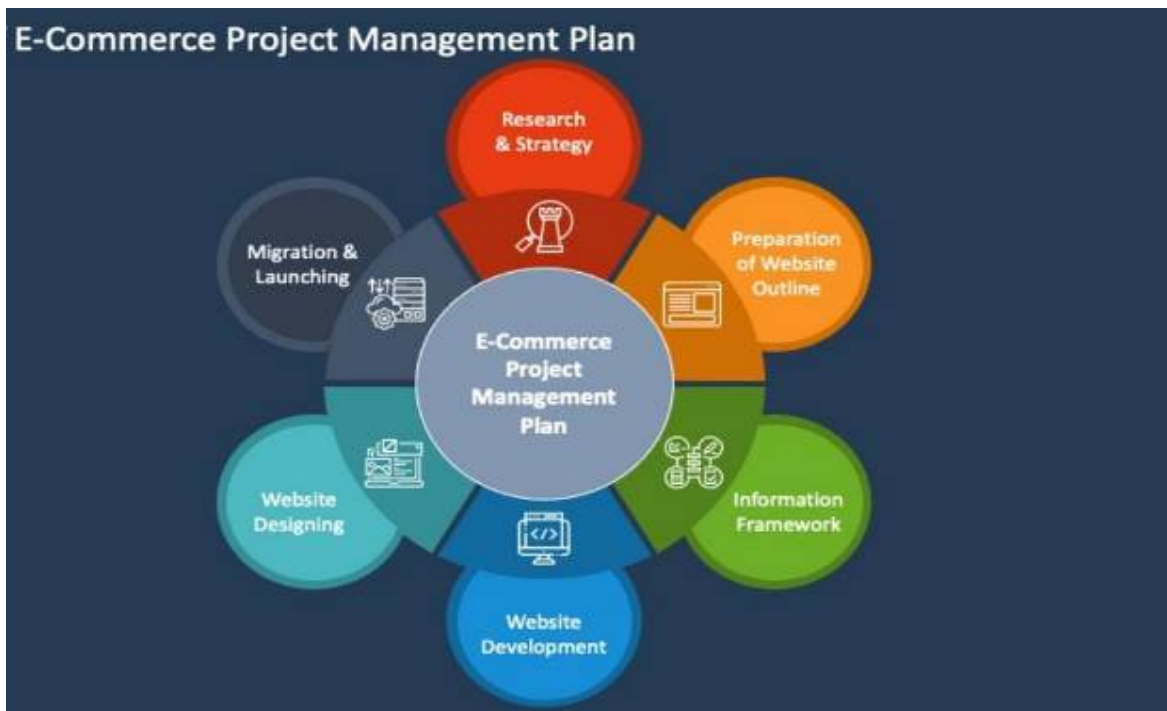 E-Commerce Project Management Plan
Research
& Strategy
Preparation
of Website
Outline
Information
Framework
Website
Development
Website
Designing
Migration &
Launching
E-Commerce
Project
Management
Plan